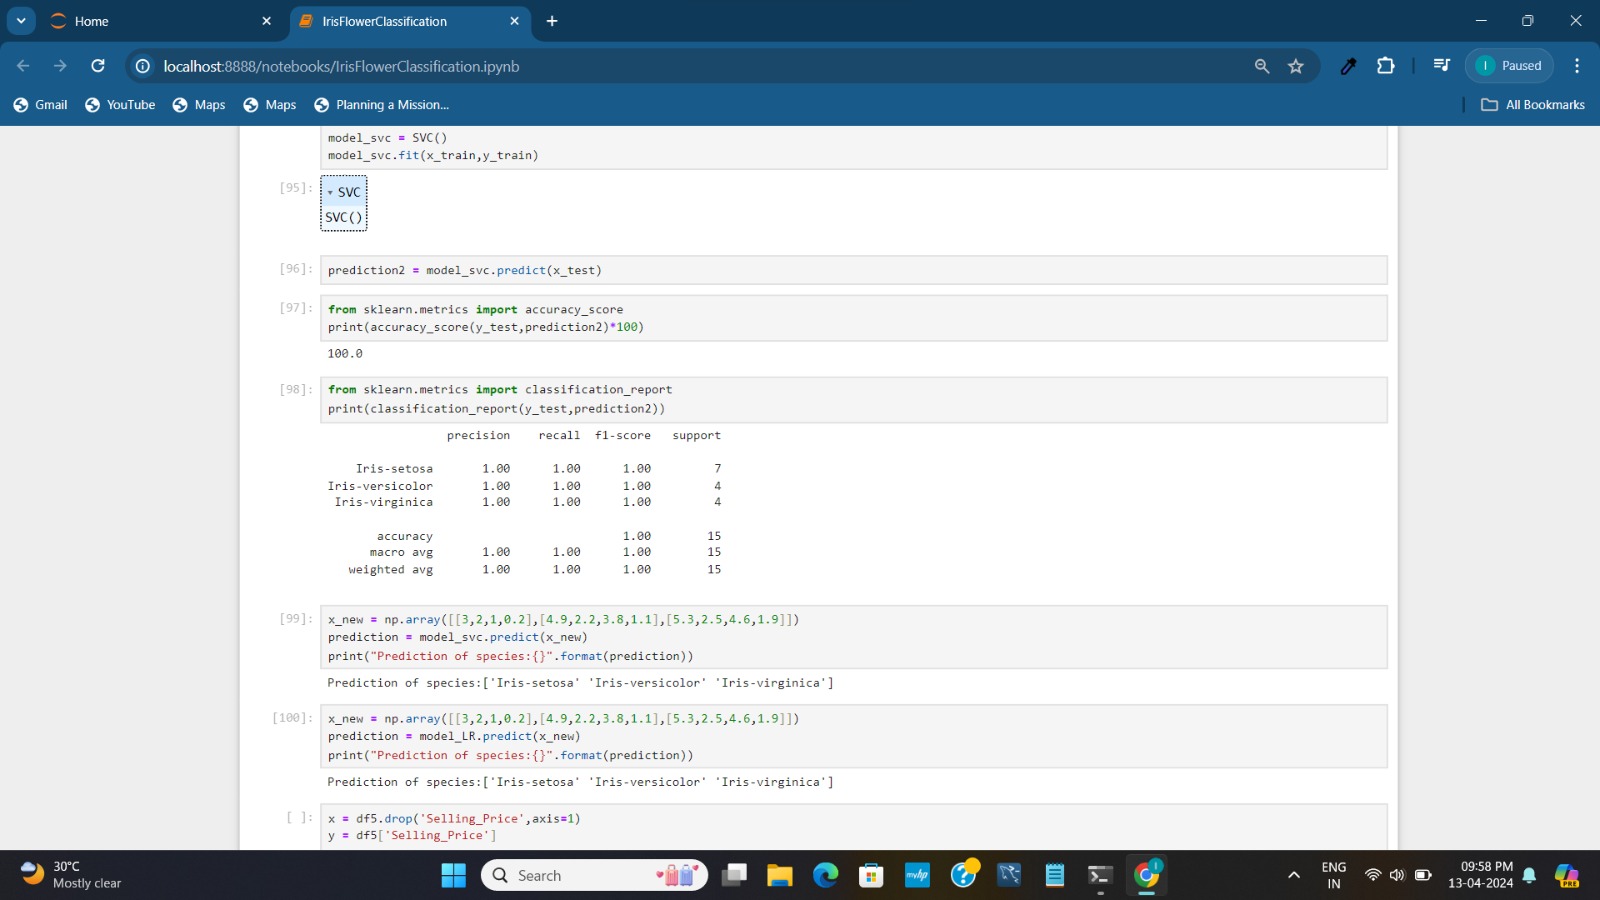 Home
IrisFlowerClassification
localhost:8888/notebooks/IrisFlowerClassification.ipynb
I Paused
Gmail YouTube Maps Maps Planning a Mission...
All Bookmarks
model_svc = SVC()
model_svc.fit(x_train,y_train)
[95]:
SVC
SVC()
[96]: prediction2 = model_svc.predict(x_test)
[97]: from sklearn.metrics import accuracy_score
print(accuracy_score(y_test,prediction2)*100)
100.0
[98]: from sklearn.metrics import classification_report
print(classification_report(y_test,prediction2))
precision recall f1-score support
Iris-setosa 1.00 1.00 1.00 7
Iris-versicolor 1.00 1.00 1.00 4
Iris-virginica 1.00 1.00 1.00 4
accuracy 1.00 15
macro avg 1.00 1.00 1.00 15
weighted avg 1.00 1.00 1.00 15
[99]: x_new = np.array([[3,2,1,0.2],[4.9,2.2,3.8,1.1],[5.3,2.5,4.6,1.9]])
prediction = model_svc.predict(x_new)
print("Prediction of species:{}".format(prediction))
Prediction of species:['Iris-setosa' 'Iris-versicolor' 'Iris-virginica']
[100]: x_new = np.array([[3,2,1,0.2],[4.9,2.2,3.8,1.1],[5.3,2.5,4.6,1.9]])
prediction = model_LR.predict(x_new)
print("Prediction of species:{}".format(prediction))
Prediction of species:['Iris-setosa' 'Iris-versicolor' 'Iris-virginica']
[ ]: x = df5.drop('Selling_Price',axis=1)
y = df5['Selling_Price']
30°C
Mostly clear
Search
myhp
ENG
IN
09:58 PM
13-04-2024
PRE